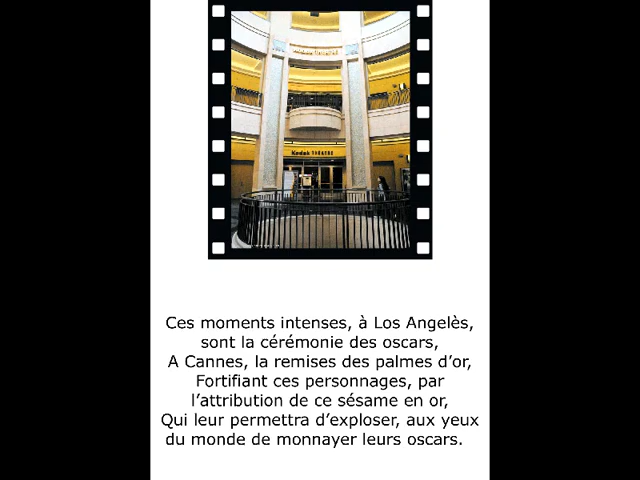 Kodak THEATRE
Ces moments intenses, à Los Angelès,
sont la cérémonie des oscars,
A Cannes, la remises des palmes d’or,
Fortifiant ces personnages, par
l’attribution de ce sésame en or,
Qui leur permettra d’exploser, aux yeux
du monde de monnayer leurs oscars.